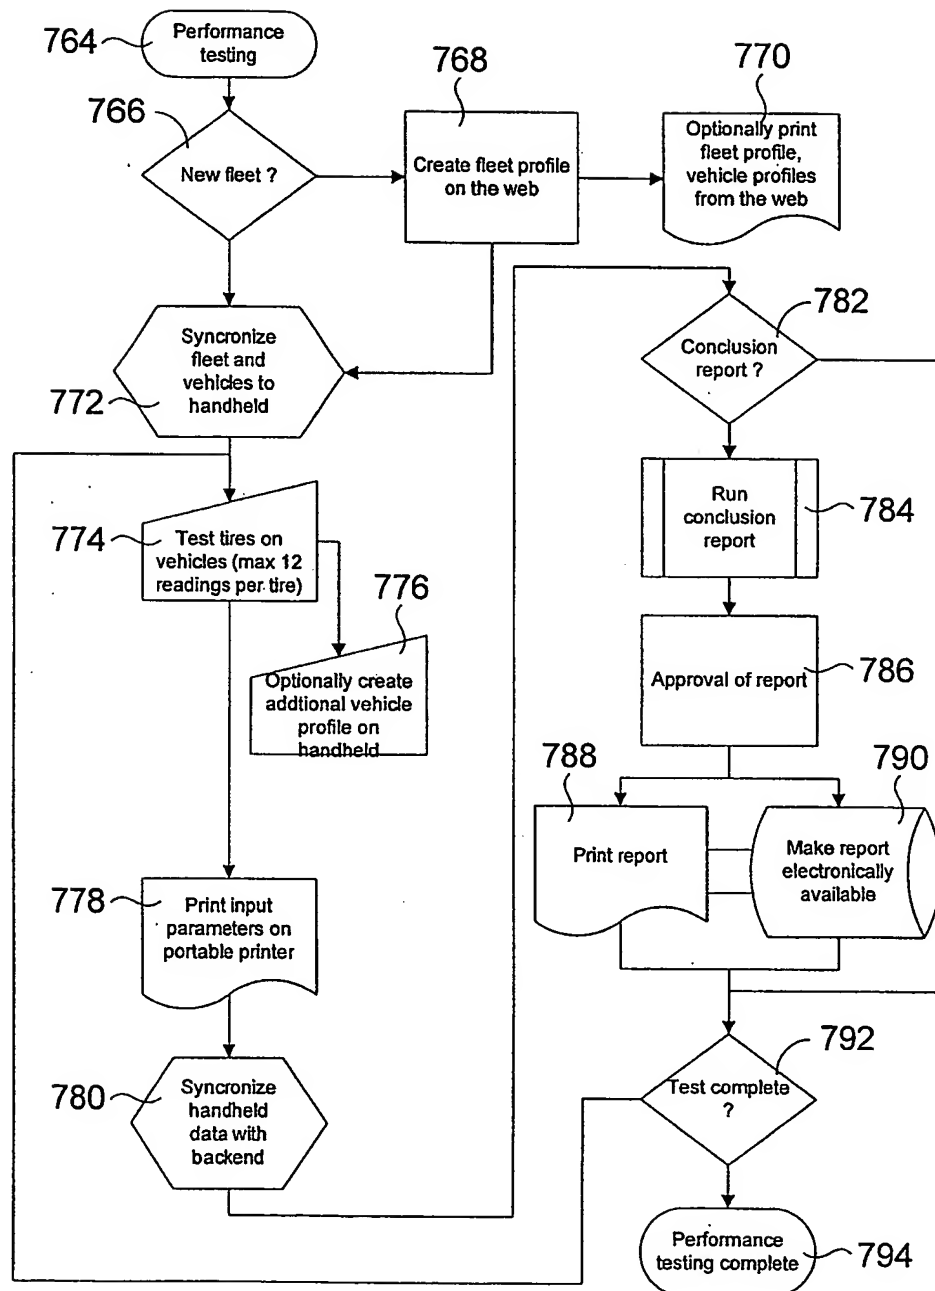 764
Performance
testing
766
New fleet ?
768
Create fleet profile
on the web
770
Optionally print
fleet profile,
vehicle profiles
from the web
772
Syncronize
fleet and
vehicles to
handheld
774
Test tires on
vehicles (max 12
readings per tire)
776
Optionally create
addtional vehicle
profile on
handheld
778
Print input
parameters on
portable printer
780
Syncronize
handheld
data with
backend
782
Conclusion
report ?
784
Run
conclusion
report
786
Approval of report
788
Print report
790
Make report
electronically
available
792
Test complete
?
Performance
testing complete
794